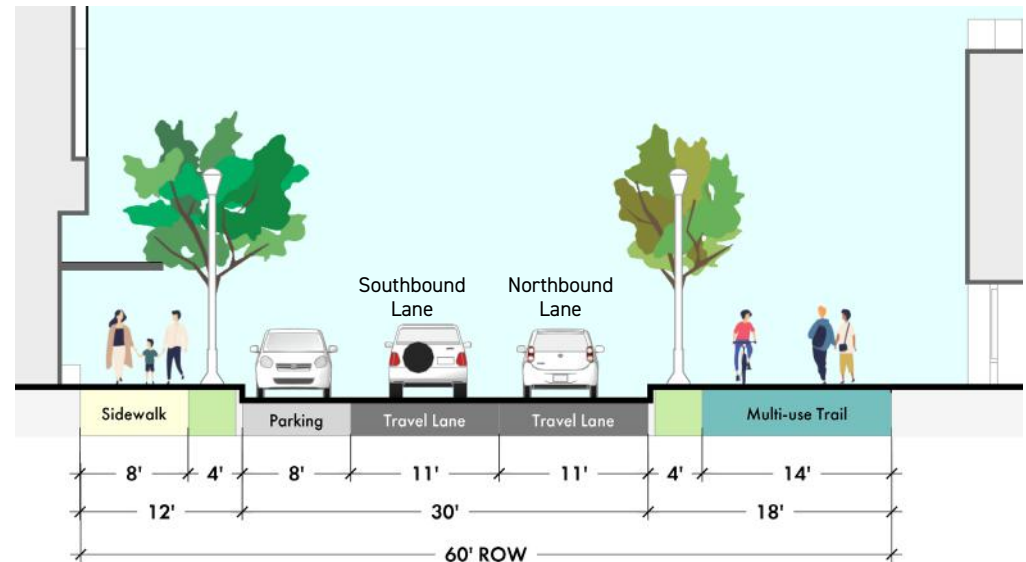 Southbound
Lane
Northbound
Lane
Sidewalk
Parking
Travel Lane
Travel Lane
Multi-use Trail
8'
4'
8'
11'
11'
4'
14'
12'
30'
18'
60' ROW